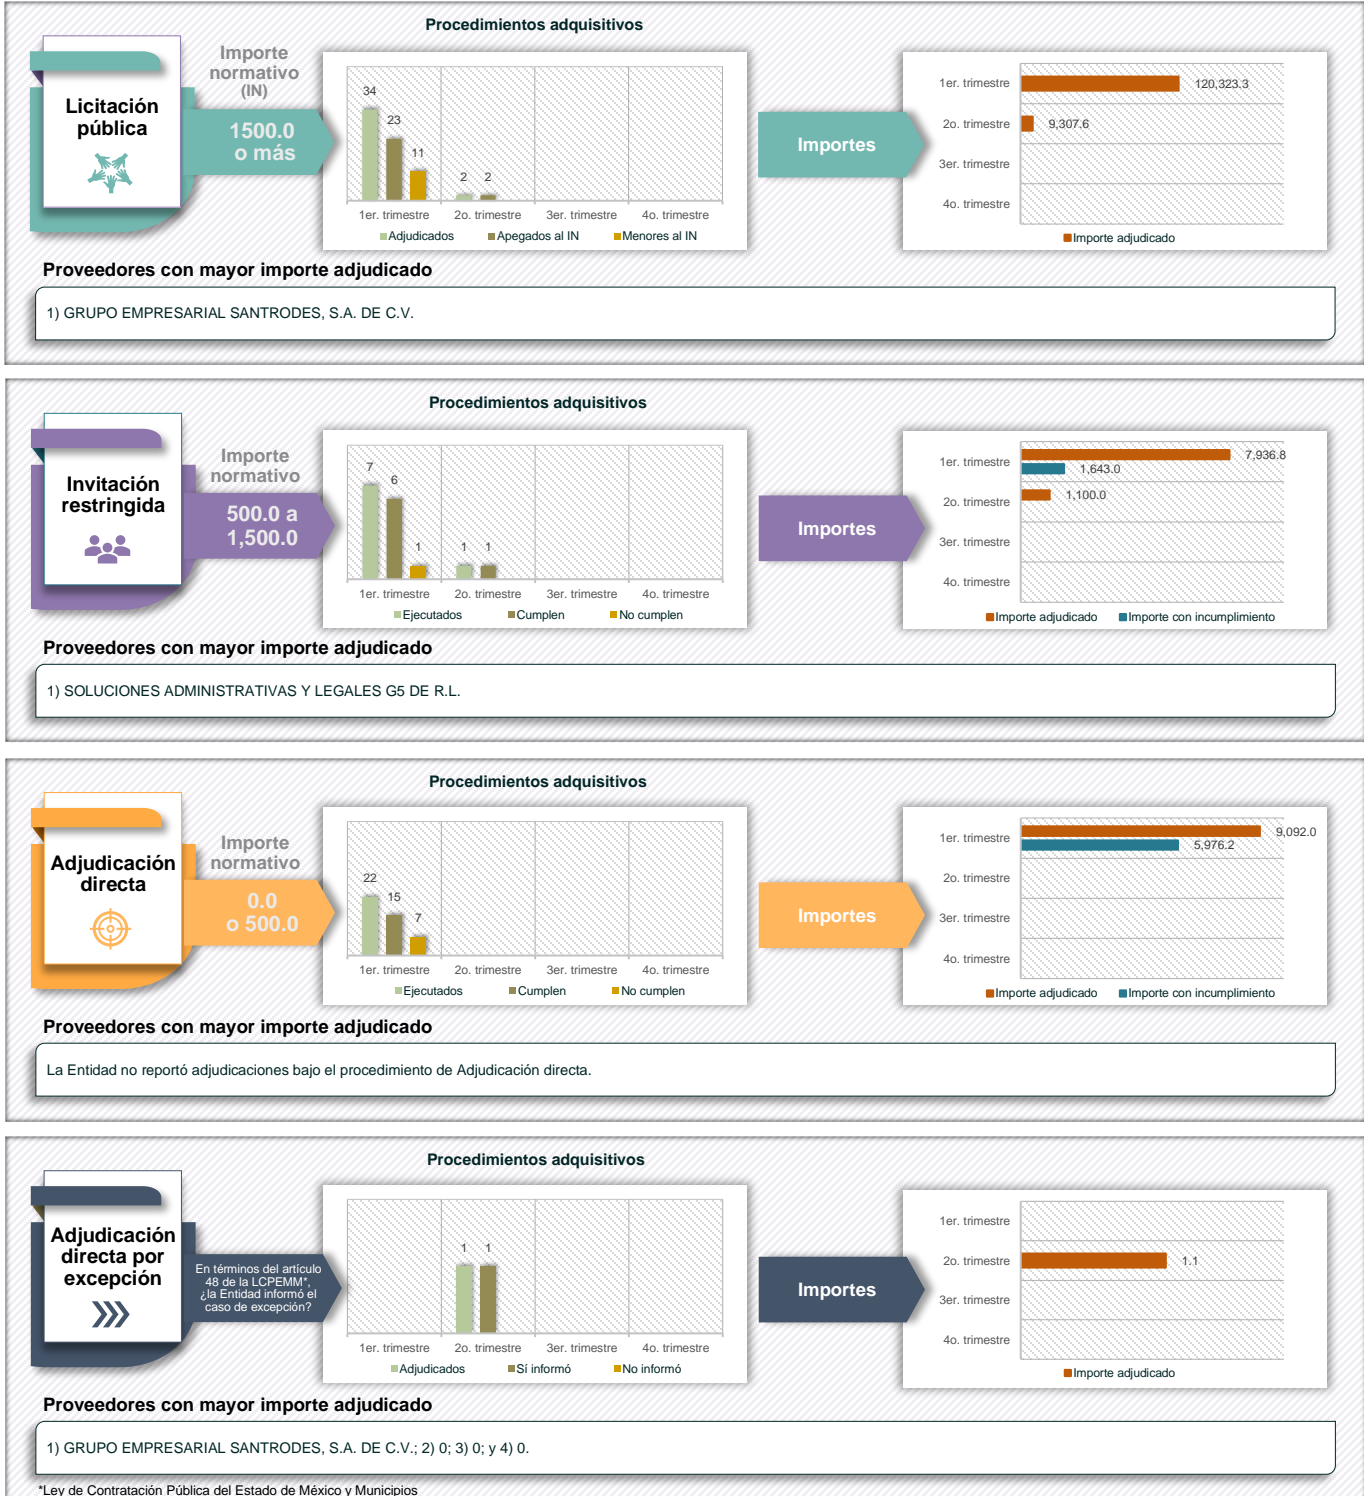 Procedimientos adquisitivos
Licitación
pública
Importe
normativo
(IN)
1500.0
o más
34
23
11
2
2
1er. trimestre
2o. trimestre
3er. trimestre
4o. trimestre
Adjudicados
Apegados al IN
Menores al IN
Importes
1er. trimestre
120,323.3
2o. trimestre
9,307.6
3er. trimestre
4o. trimestre
Importe adjudicado
Proveedores con mayor importe adjudicado
1) GRUPO EMPRESARIAL SANTRODES, S.A. DE C.V.
Procedimientos adquisitivos
Invitación
restringida
Importe
normativo
500.0 a
1,500.0
7
6
1
1
1
1er. trimestre
2o. trimestre
3er. trimestre
4o. trimestre
Ejecutados
Cumplen
No cumplen
Importes
1er. trimestre
7,936.8
1,643.0
2o. trimestre
1,100.0
3er. trimestre
4o. trimestre
Importe adjudicado
Importe con incumplimiento
Proveedores con mayor importe adjudicado
1) SOLUCIONES ADMINISTRATIVAS Y LEGALES G5 DE R.L.
Procedimientos adquisitivos
Adjudicación
directa
Importe
normativo
0.0
o 500.0
22
15
7
1er. trimestre
2o. trimestre
3er. trimestre
4o. trimestre
Ejecutados
Cumplen
No cumplen
Importes
1er. trimestre
9,092.0
5,976.2
2o. trimestre
3er. trimestre
4o. trimestre
Importe adjudicado
Importe con incumplimiento
Proveedores con mayor importe adjudicado
La Entidad no reportó adjudicaciones bajo el procedimiento de Adjudicación directa.
Procedimientos adquisitivos
Adjudicación
directa por
excepción
En términos del artículo
48 de la LCPEMM*,
¿la Entidad informó el
caso de excepción?
1
1
1er. trimestre
2o. trimestre
3er. trimestre
4o. trimestre
Adjudicados
Sí informó
No informó
Importes
1er. trimestre
2o. trimestre
1.1
3er. trimestre
4o. trimestre
Importe adjudicado
Proveedores con mayor importe adjudicado
1) GRUPO EMPRESARIAL SANTRODES, S.A. DE C.V.; 2) 0; 3) 0; y 4) 0.
*Ley de Contratación Pública del Estado de México y Municipios